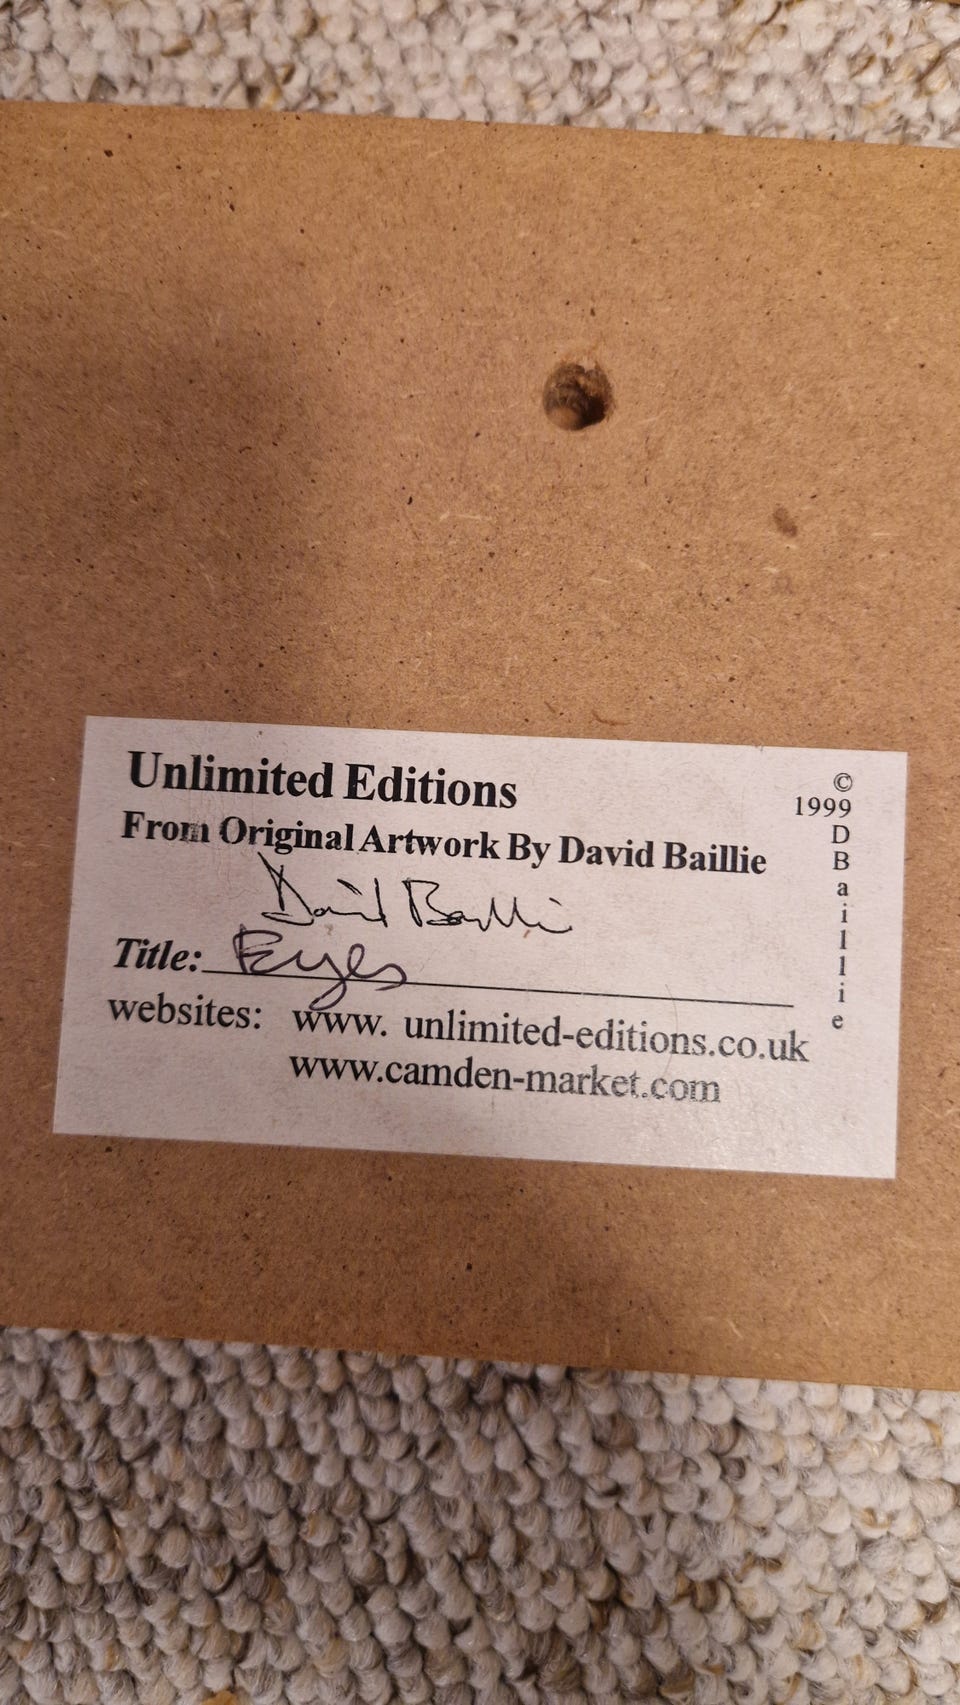 Unlimited Editions
From Original Artwork By David Baillie
David Baillie
Title: Eyes
websites: www. unlimited-editions.co.uk
www.camden-market.com
©
1999
D
B
a
i
l
l
i
e